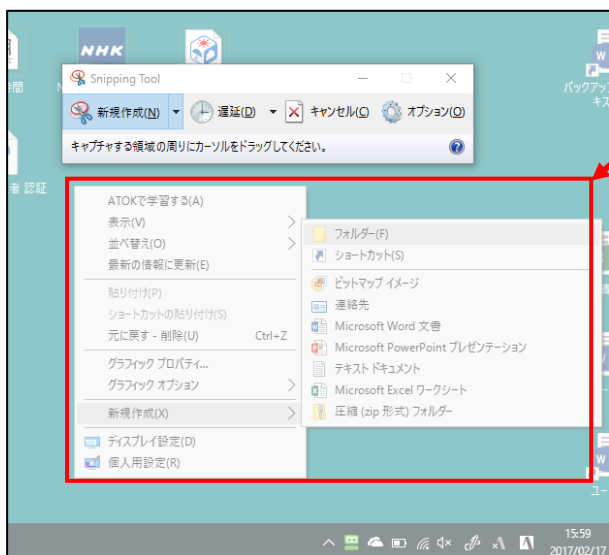 NHK
Snipping Tool
新規作成(N) 遅延(D) キャンセル(C) オプション(O)
キャプチャする領域の周りにカーソルをドラッグしてください。
バックアップ
キス
者 認証
ATOKで学習する(A)
表示(V)
並べ替え(O)
最新の情報に更新(E)
貼り付け(P)
ショートカットの貼り付け(S)
元に戻す - 削除(U) Ctrl+Z
グラフィック プロパティ...
グラフィック オプション
新規作成(X)
ディスプレイ設定(D)
個人用設定(R)
フォルダー(F)
ショートカット(S)
ビットマップ イメージ
連絡先
Microsoft Word 文書
Microsoft PowerPoint プレゼンテーション
テキスト ドキュメント
Microsoft Excel ワークシート
圧縮 (zip 形式) フォルダー
ユー
15:59
2017/02/17